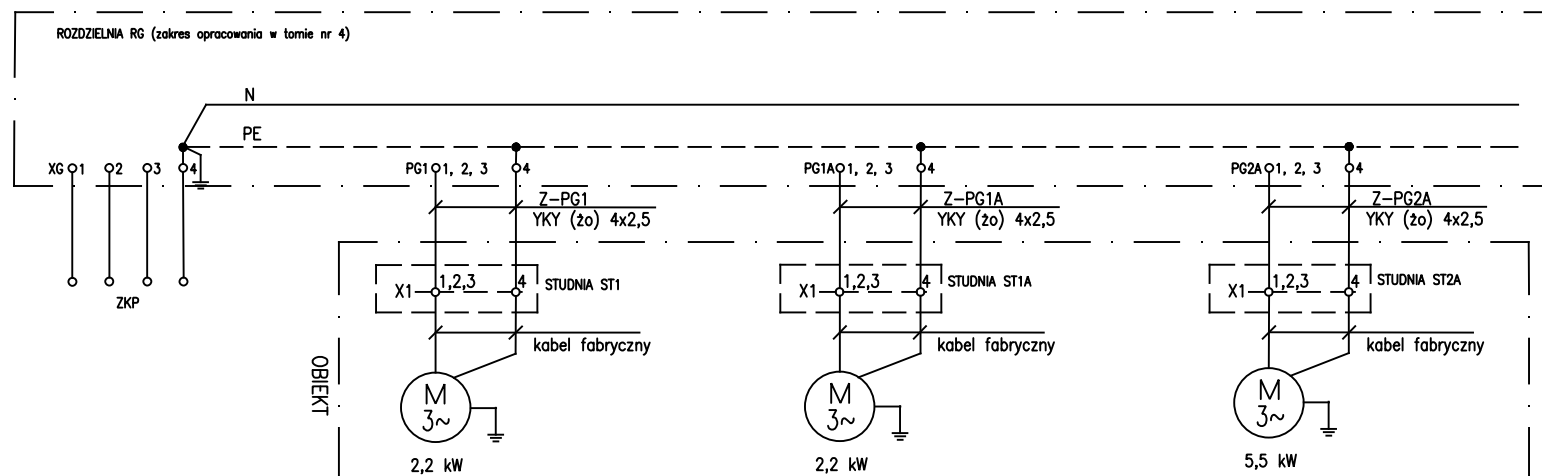 ROZDZIELNIA RG (zakres opracowania w tomie nr 4)
N
PE
XG 1 2 3 4
PG1 1, 2, 3 4
PG1A 1, 2, 3 4
PG2A 1, 2, 3 4
Z-PG1
YKY (żo) 4x2,5
Z-PG1A
YKY (żo) 4x2,5
Z-PG2A
YKY (żo) 4x2,5
ZKP
X1 1,2,3 4 STUDNIA ST1
X1 1,2,3 4 STUDNIA ST1A
X1 1,2,3 4 STUDNIA ST2A
kabel fabryczny
kabel fabryczny
kabel fabryczny
OBIEKT
M
3~
M
3~
M
3~
2,2 kW
2,2 kW
5,5 kW